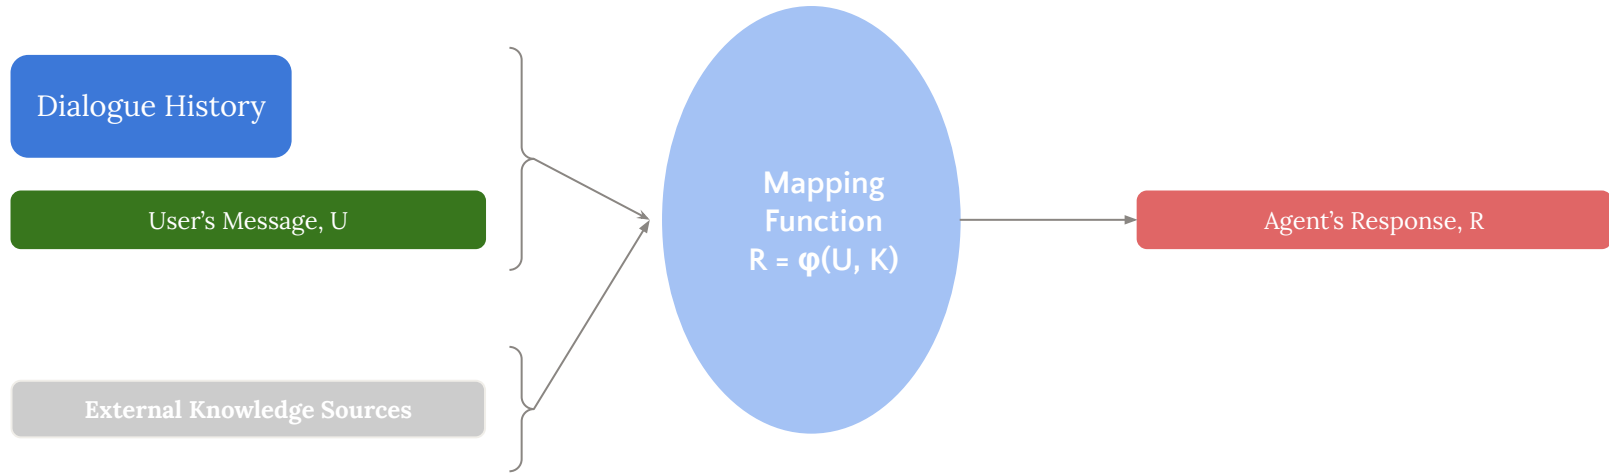 Dialogue History
User’s Message, U
External Knowledge Sources
Mapping
Function
R = φ(U, K)
Agent’s Response, R